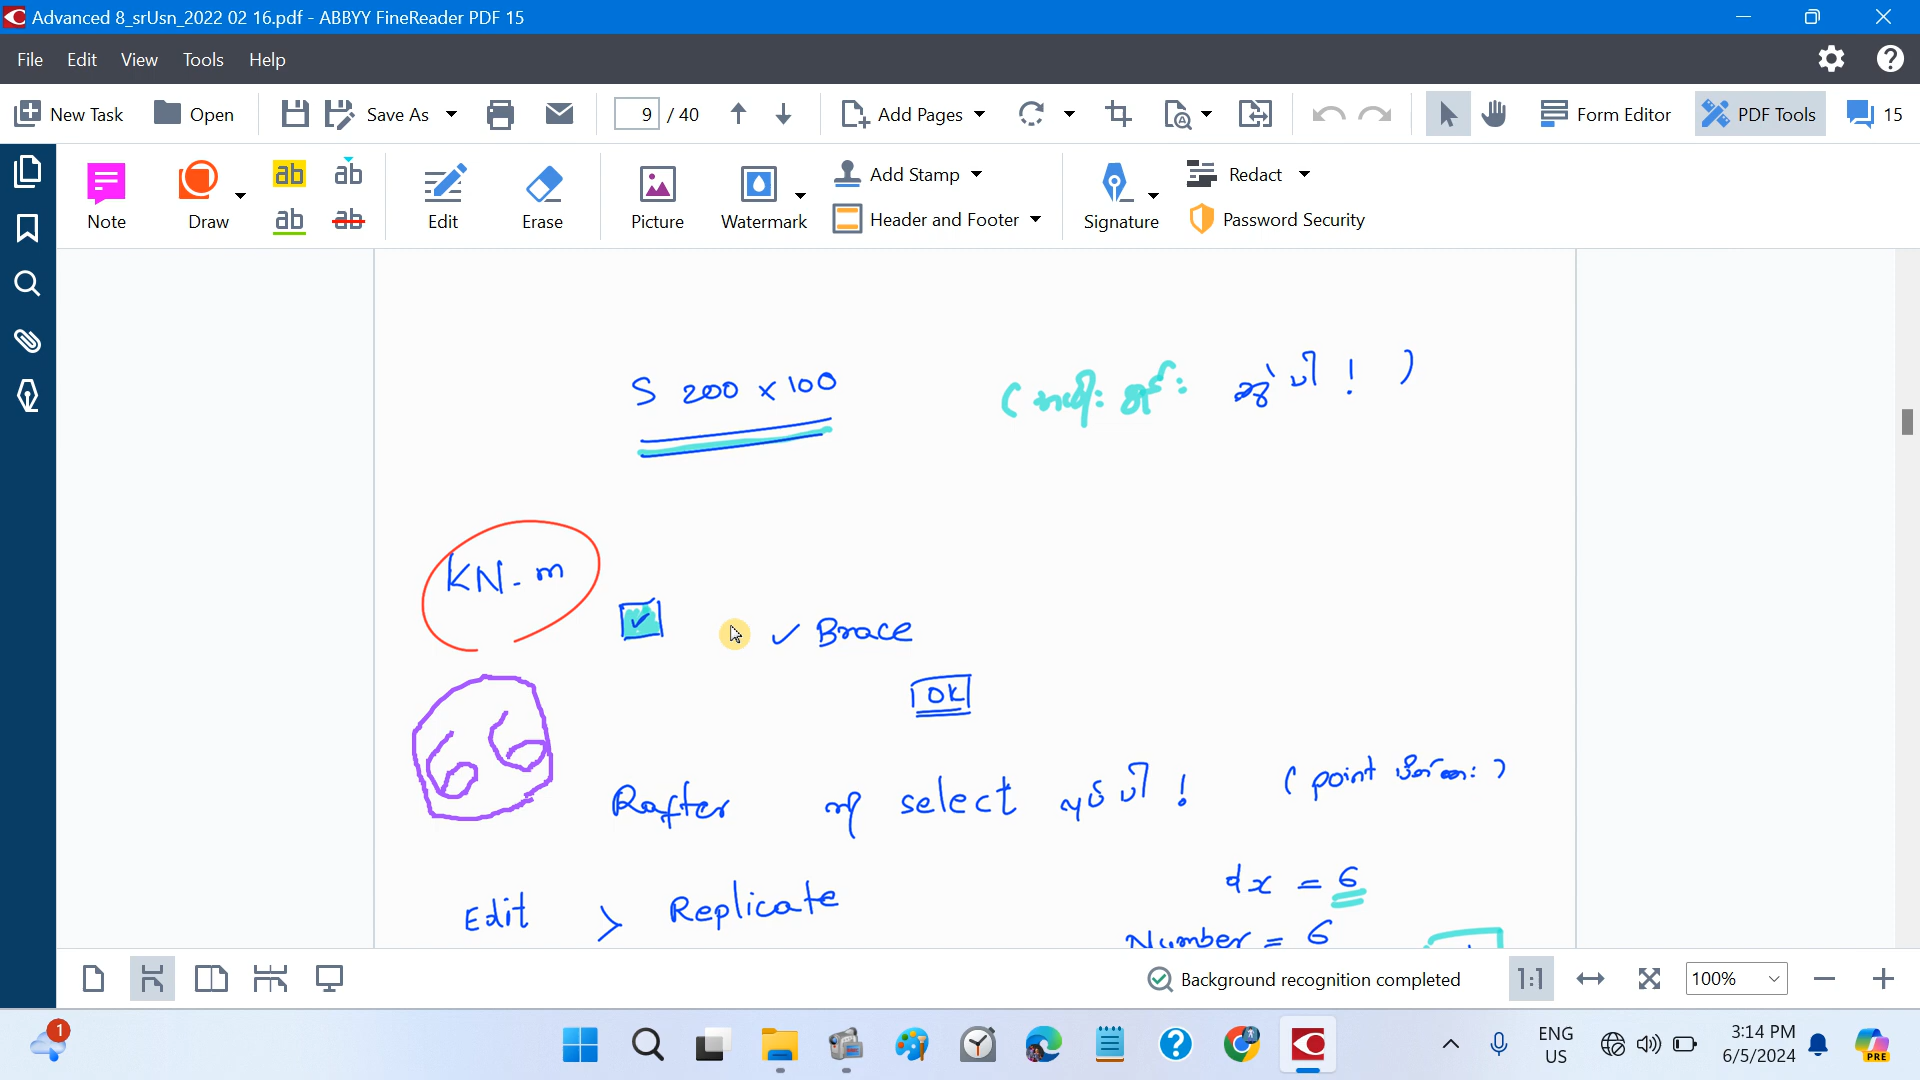 Advanced 8_srUsn_2022 02 16.pdf - ABBYY FineReader PDF 15
File Edit View Tools Help
New Task Open Save As 9 / 40 Add Pages Form Editor PDF Tools 15
Note Draw ab ab ab ab Edit Erase Picture Watermark Add Stamp Header and Footer Signature Redact Password Security
S 200 x 100
KN-m
✓ ✓ Brace
OK
Rafter select ! ( point )
dx = 6
Edit > Replicate
Number = 6
Background recognition completed 1:1 100%
1 ENG US 3:14 PM 6/5/2024 PRE